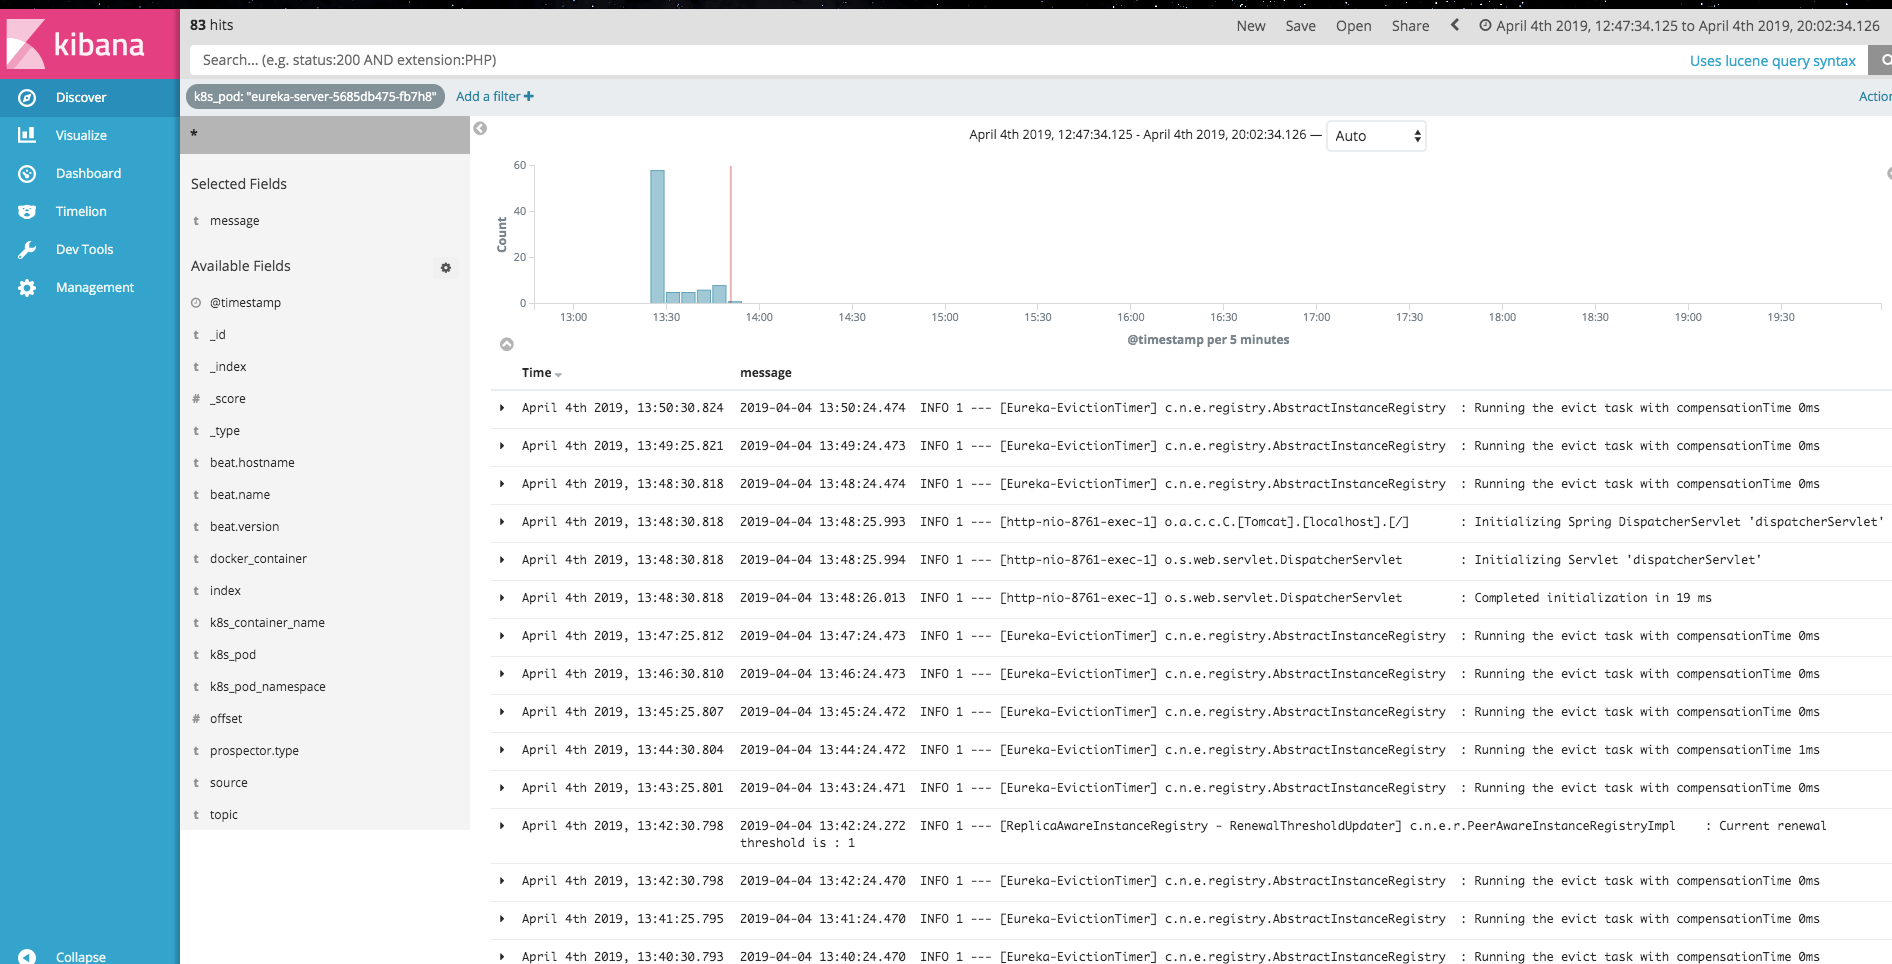 kibana
Discover
Visualize
Dashboard
Timelion
Dev Tools
Management
Collapse
83 hits
New Save Open Share April 4th 2019, 12:47:34.125 to April 4th 2019, 20:02:34.126
Search... (e.g. status:200 AND extension:PHP) Uses lucene query syntax
k8s_pod: "eureka-server-5685db475-fb7h8" Add a filter + Action
*
Selected Fields
t message
Available Fields
@timestamp
t _id
t _index
# _score
t _type
t beat.hostname
t beat.name
t beat.version
t docker_container
t index
t k8s_container_name
t k8s_pod
t k8s_pod_namespace
# offset
t prospector.type
t source
t topic
April 4th 2019, 12:47:34.125 - April 4th 2019, 20:02:34.126 — Auto
60
40
20
0
Count
13:00 13:30 14:00 14:30 15:00 15:30 16:00 16:30 17:00 17:30 18:00 18:30 19:00 19:30
@timestamp per 5 minutes
Time message
April 4th 2019, 13:50:30.824 2019-04-04 13:50:24.474 INFO 1 --- [Eureka-EvictionTimer] c.n.e.registry.AbstractInstanceRegistry : Running the evict task with compensationTime 0ms
April 4th 2019, 13:49:25.821 2019-04-04 13:49:24.473 INFO 1 --- [Eureka-EvictionTimer] c.n.e.registry.AbstractInstanceRegistry : Running the evict task with compensationTime 0ms
April 4th 2019, 13:48:30.818 2019-04-04 13:48:24.474 INFO 1 --- [Eureka-EvictionTimer] c.n.e.registry.AbstractInstanceRegistry : Running the evict task with compensationTime 0ms
April 4th 2019, 13:48:30.818 2019-04-04 13:48:25.993 INFO 1 --- [http-nio-8761-exec-1] o.a.c.c.C.[Tomcat].[localhost].[/] : Initializing Spring DispatcherServlet 'dispatcherServlet'
April 4th 2019, 13:48:30.818 2019-04-04 13:48:25.994 INFO 1 --- [http-nio-8761-exec-1] o.s.web.servlet.DispatcherServlet : Initializing Servlet 'dispatcherServlet'
April 4th 2019, 13:48:30.818 2019-04-04 13:48:26.013 INFO 1 --- [http-nio-8761-exec-1] o.s.web.servlet.DispatcherServlet : Completed initialization in 19 ms
April 4th 2019, 13:47:25.812 2019-04-04 13:47:24.473 INFO 1 --- [Eureka-EvictionTimer] c.n.e.registry.AbstractInstanceRegistry : Running the evict task with compensationTime 0ms
April 4th 2019, 13:46:30.810 2019-04-04 13:46:24.473 INFO 1 --- [Eureka-EvictionTimer] c.n.e.registry.AbstractInstanceRegistry : Running the evict task with compensationTime 0ms
April 4th 2019, 13:45:25.807 2019-04-04 13:45:24.472 INFO 1 --- [Eureka-EvictionTimer] c.n.e.registry.AbstractInstanceRegistry : Running the evict task with compensationTime 0ms
April 4th 2019, 13:44:30.804 2019-04-04 13:44:24.472 INFO 1 --- [Eureka-EvictionTimer] c.n.e.registry.AbstractInstanceRegistry : Running the evict task with compensationTime 1ms
April 4th 2019, 13:43:25.801 2019-04-04 13:43:24.471 INFO 1 --- [Eureka-EvictionTimer] c.n.e.registry.AbstractInstanceRegistry : Running the evict task with compensationTime 0ms
April 4th 2019, 13:42:30.798 2019-04-04 13:42:24.272 INFO 1 --- [ReplicaAwareInstanceRegistry - RenewalThresholdUpdater] c.n.e.r.PeerAwareInstanceRegistryImpl : Current renewal
threshold is : 1
April 4th 2019, 13:42:30.798 2019-04-04 13:42:24.470 INFO 1 --- [Eureka-EvictionTimer] c.n.e.registry.AbstractInstanceRegistry : Running the evict task with compensationTime 0ms
April 4th 2019, 13:41:25.795 2019-04-04 13:41:24.470 INFO 1 --- [Eureka-EvictionTimer] c.n.e.registry.AbstractInstanceRegistry : Running the evict task with compensationTime 0ms
April 4th 2019, 13:40:30.793 2019-04-04 13:40:24.470 INFO 1 --- [Eureka-EvictionTimer] c.n.e.registry.AbstractInstanceRegistry : Running the evict task with compensationTime 0ms